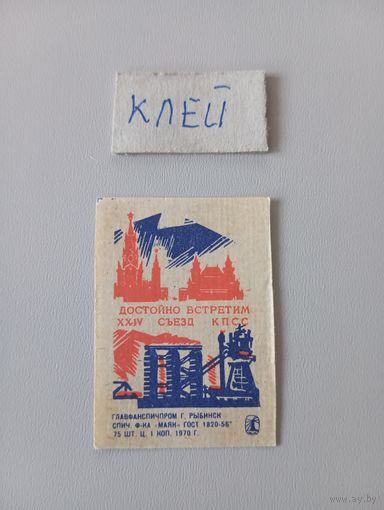 КЛЕЙ
ДОСТОЙНО ВСТРЕТИМ
XXIV СЪЕЗД КПСС
ГЛАВФАНСПИЧПРОМ Г. РЫБИНСК
СПИЧ. Ф-КА «МАЯК» ГОСТ 1820-56
75 ШТ. Ц. 1 КОП. 1970 Г.
ay.by